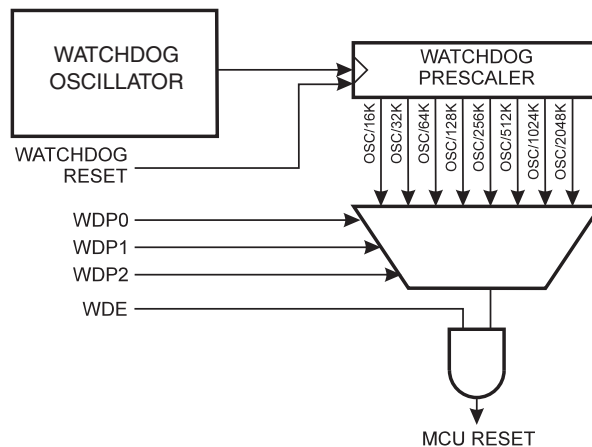 WATCHDOG
OSCILLATOR
WATCHDOG
PRESCALER
WATCHDOG
RESET
OSC/16K
OSC/32K
OSC/64K
OSC/128K
OSC/256K
OSC/512K
OSC/1024K
OSC/2048K
WDP0
WDP1
WDP2
WDE
MCU RESET